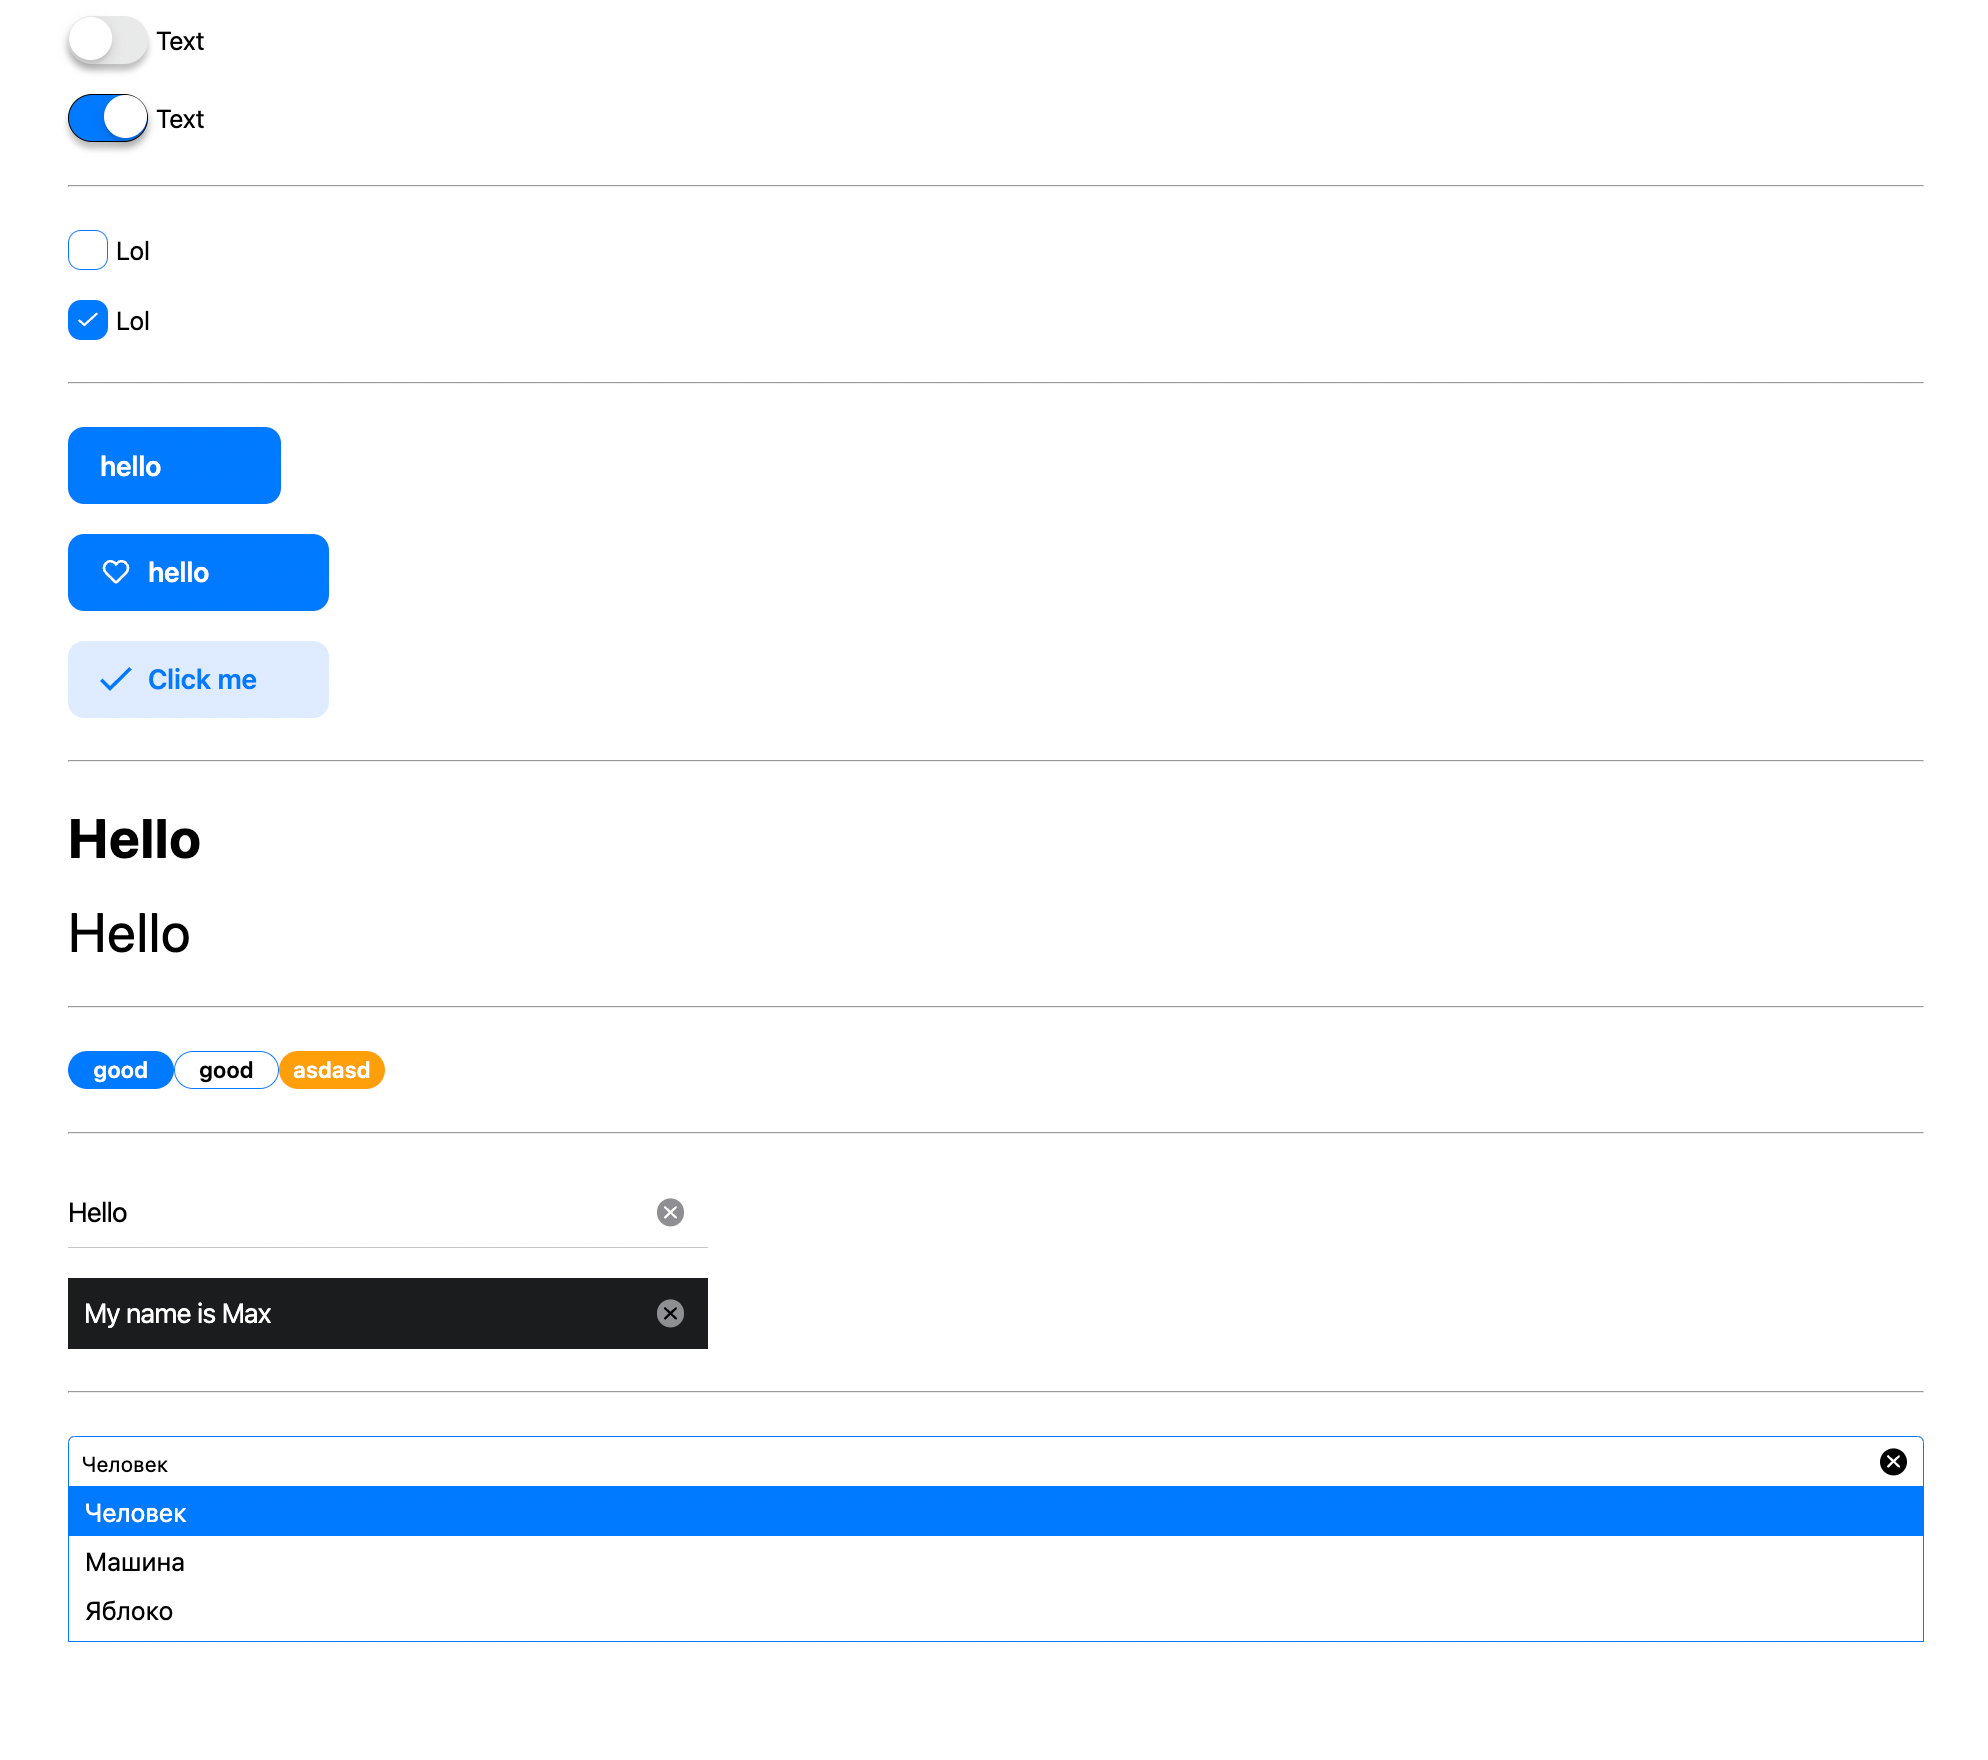 Text
Text
Lol
Lol
hello
hello
Click me
Hello
Hello
good good asdasd
Hello
My name is Max
Человек
Человек
Машина
Яблоко